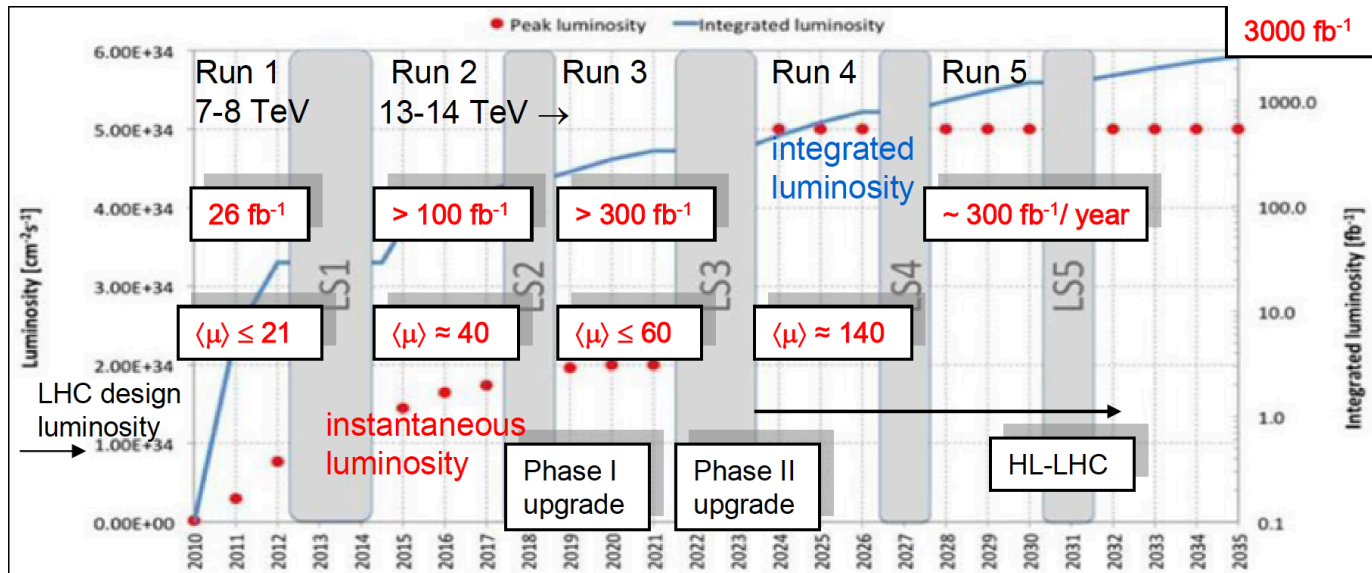 Peak luminosity
Integrated luminosity
3000 fb⁻¹
6.00E+34
5.00E+34
4.00E+34
3.00E+34
2.00E+34
1.00E+34
0.00E+00
Luminosity [cm⁻²s⁻¹]
LHC design
luminosity
Run 1
7-8 TeV
Run 2
13-14 TeV →
Run 3
Run 4
Run 5
integrated
luminosity
26 fb⁻¹
> 100 fb⁻¹
> 300 fb⁻¹
~ 300 fb⁻¹/ year
LS1
LS2
LS3
LS4
LS5
⟨μ⟩ ≤ 21
⟨μ⟩ ≈ 40
⟨μ⟩ ≤ 60
⟨μ⟩ ≈ 140
instantaneous
luminosity
Phase I
upgrade
Phase II
upgrade
HL-LHC
1000.0
100.0
10.0
1.0
0.1
Integrated luminosity [fb⁻¹]
2010
2011
2012
2013
2014
2015
2016
2017
2018
2019
2020
2021
2022
2023
2024
2025
2026
2027
2028
2029
2030
2031
2032
2033
2034
2035